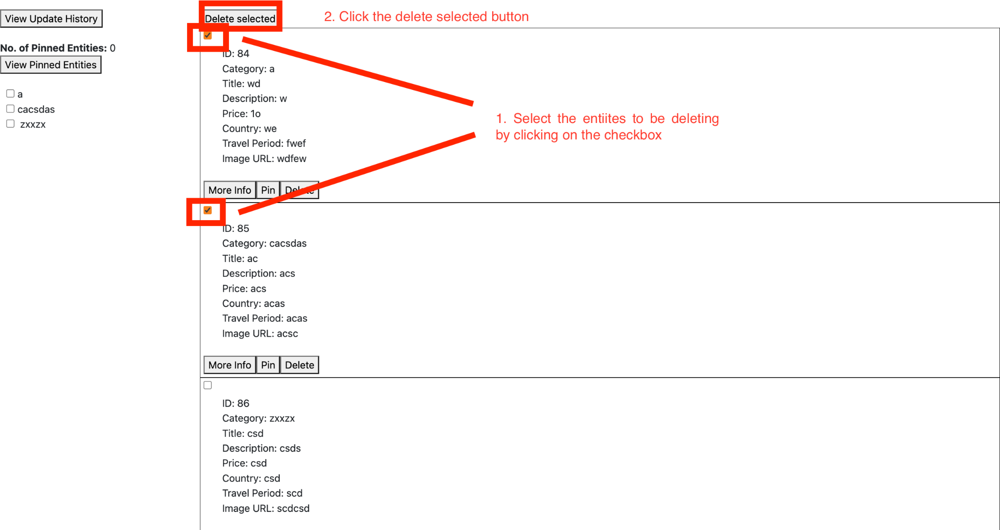 View Update History
No. of Pinned Entities: 0
View Pinned Entities
a
cacsdas
zxxzx
Delete selected
2. Click the delete selected button
ID: 84
Category: a
Title: wd
Description: w
Price: 1o
Country: we
Travel Period: fwef
Image URL: wdfew
1. Select the entiites to be deleting
by clicking on the checkbox
More Info Pin Delete
ID: 85
Category: cacsdas
Title: ac
Description: acs
Price: acs
Country: acas
Travel Period: acas
Image URL: acsc
More Info Pin Delete
ID: 86
Category: zxxzx
Title: csd
Description: csds
Price: csd
Country: csd
Travel Period: scd
Image URL: scdcsd